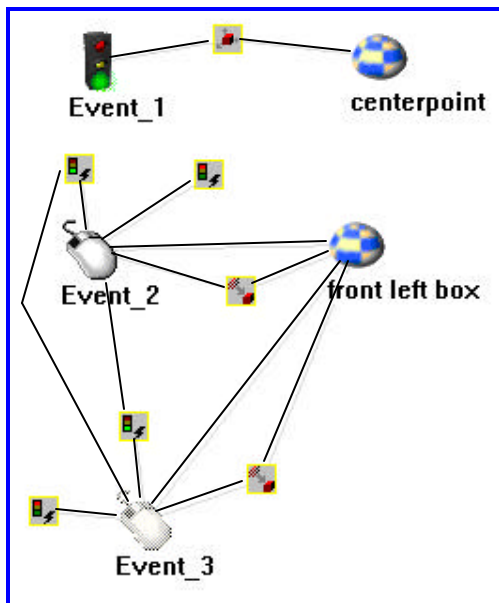 Event_1
centerpoint
Event_2
front left box
Event_3